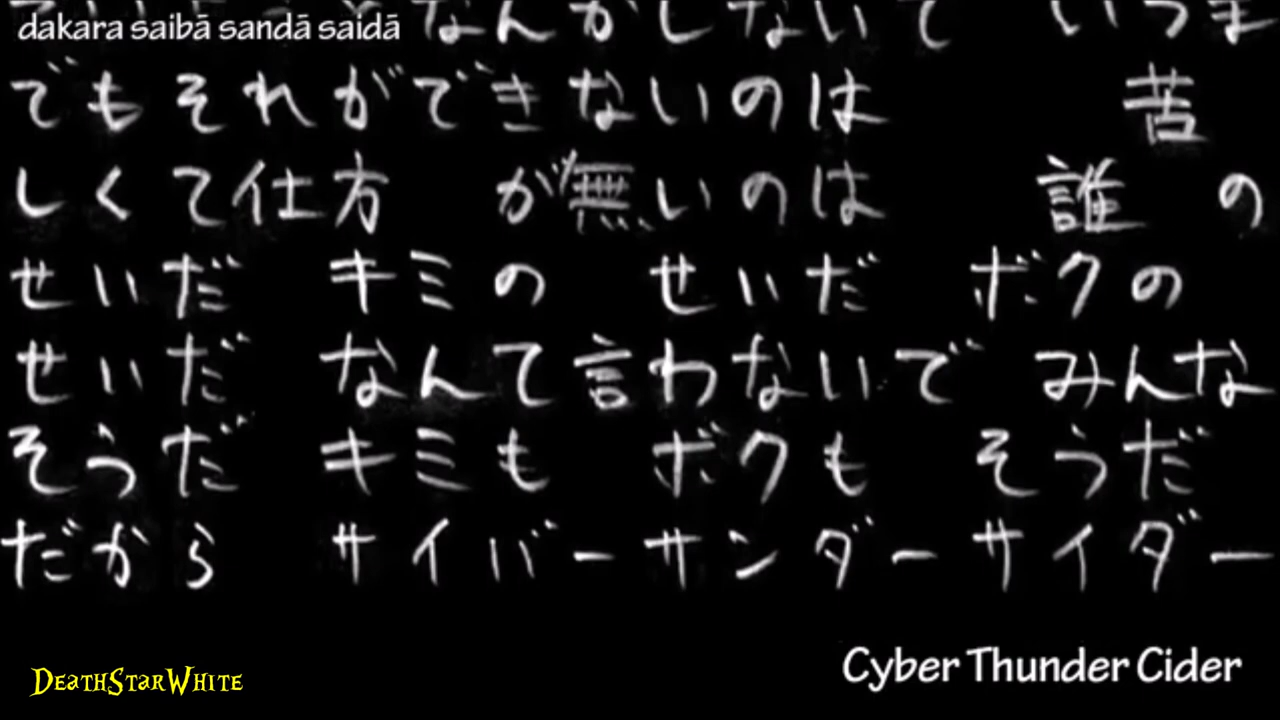 dakara saibā sandā saidā
なんかしないで いつま
でもそれができないのは 苦
しくて仕方 が無いのは 誰の
せいだ キミの せいだ ボクの
せいだ なんて言わないで みんな
そうだ キミも ボクも そうだ
だから サイバーサンダーサイダー
Cyber Thunder Cider
DeathStarWhite